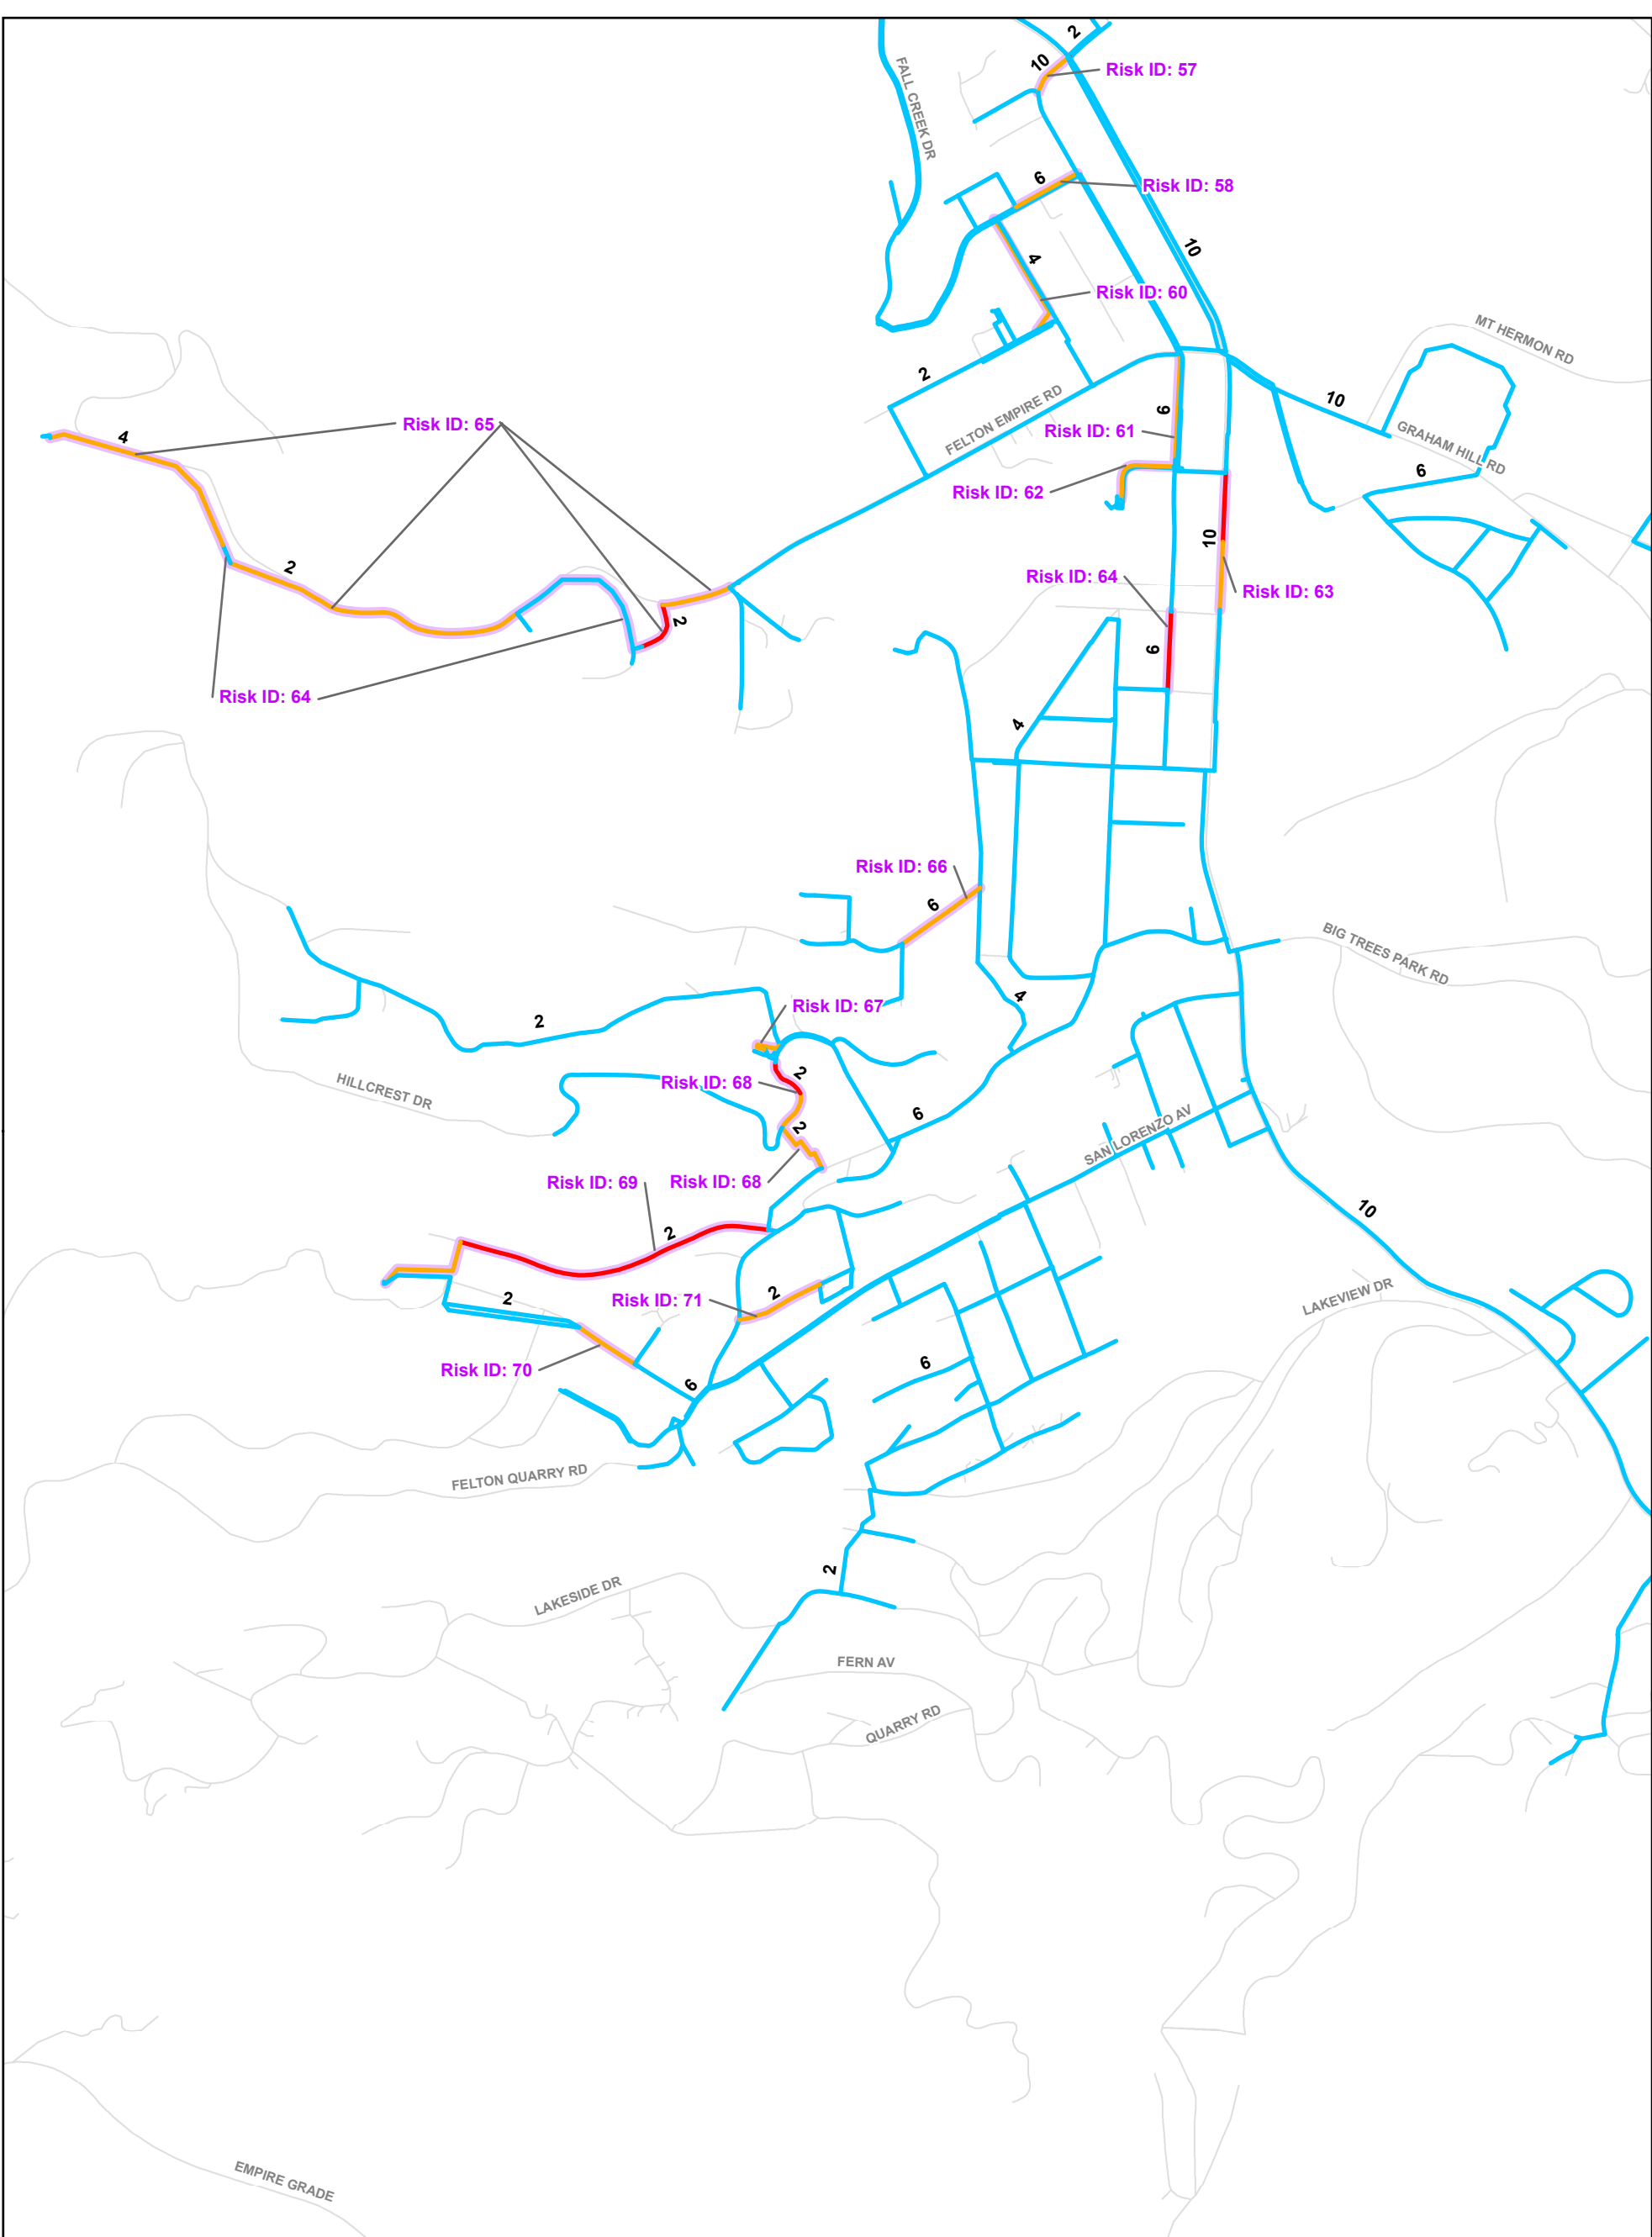 2
10
Risk ID: 57
FALL CREEK DR
6
Risk ID: 58
10
4
Risk ID: 60
MT HERMON RD
2
10
FELTON EMPIRE RD
6
Risk ID: 61
GRAHAM HILL RD
Risk ID: 65
4
6
Risk ID: 62
10
2
Risk ID: 64
Risk ID: 63
2
6
Risk ID: 64
4
Risk ID: 66
6
BIG TREES PARK RD
4
Risk ID: 67
2
2
Risk ID: 68
HILLCREST DR
6
2
SAN LORENZO AV
Risk ID: 69
Risk ID: 68
10
2
2
2
Risk ID: 71
LAKEVIEW DR
Risk ID: 70
6
6
FELTON QUARRY RD
2
LAKESIDE DR
FERN AV
QUARRY RD
EMPIRE GRADE